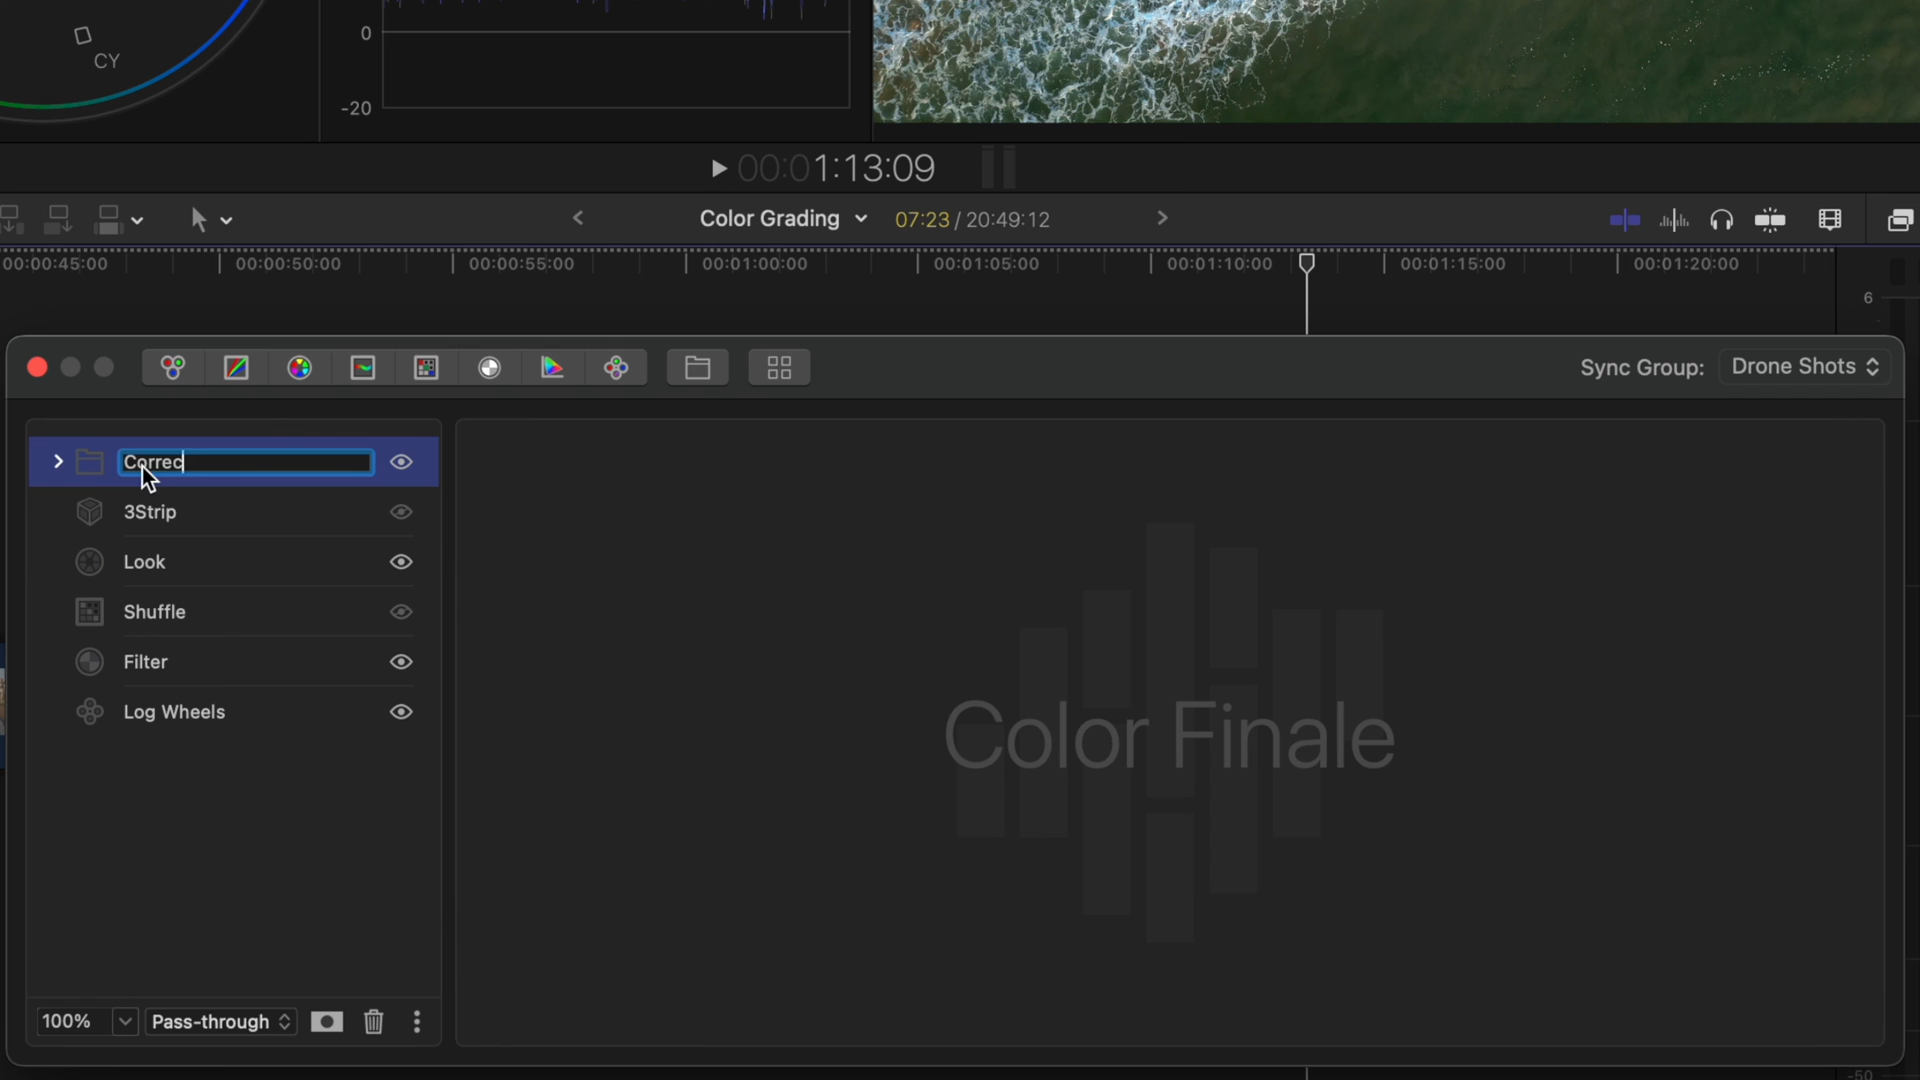 CY
0
-20
00:01:13:09
Color Grading 07:23 / 20:49:12
00:00:45:00 00:00:50:00 00:00:55:00 00:01:00:00 00:01:05:00 00:01:10:00 00:01:15:00 00:01:20:00
6
Sync Group: Drone Shots
Correc
3Strip
Look
Shuffle
Filter
Log Wheels
Color Finale
100% Pass-through
-50